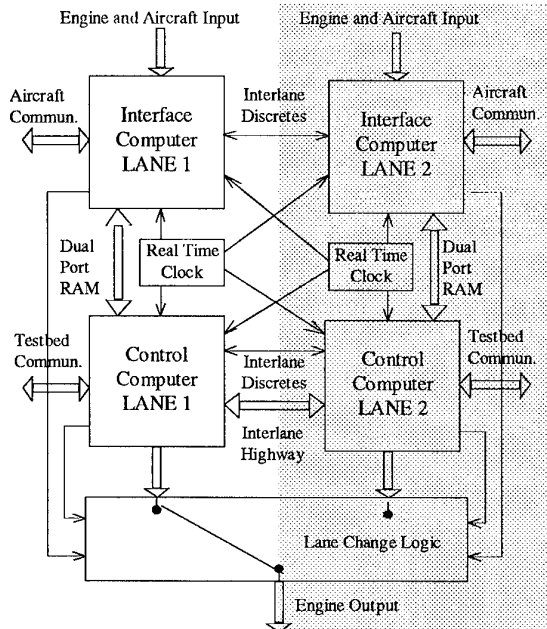 Engine and Aircraft Input
Engine and Aircraft Input
Aircraft
Commun.
Interface
Computer
LANE 1
Interlane
Discretes
Interface
Computer
LANE 2
Aircraft
Commun.
Dual
Port
RAM
Real Time
Clock
Real Time
Clock
Dual
Port
RAM
Testbed
Commun.
Control
Computer
LANE 1
Interlane
Discretes
Interlane
Highway
Control
Computer
LANE 2
Testbed
Commun.
Lane Change Logic
Engine Output